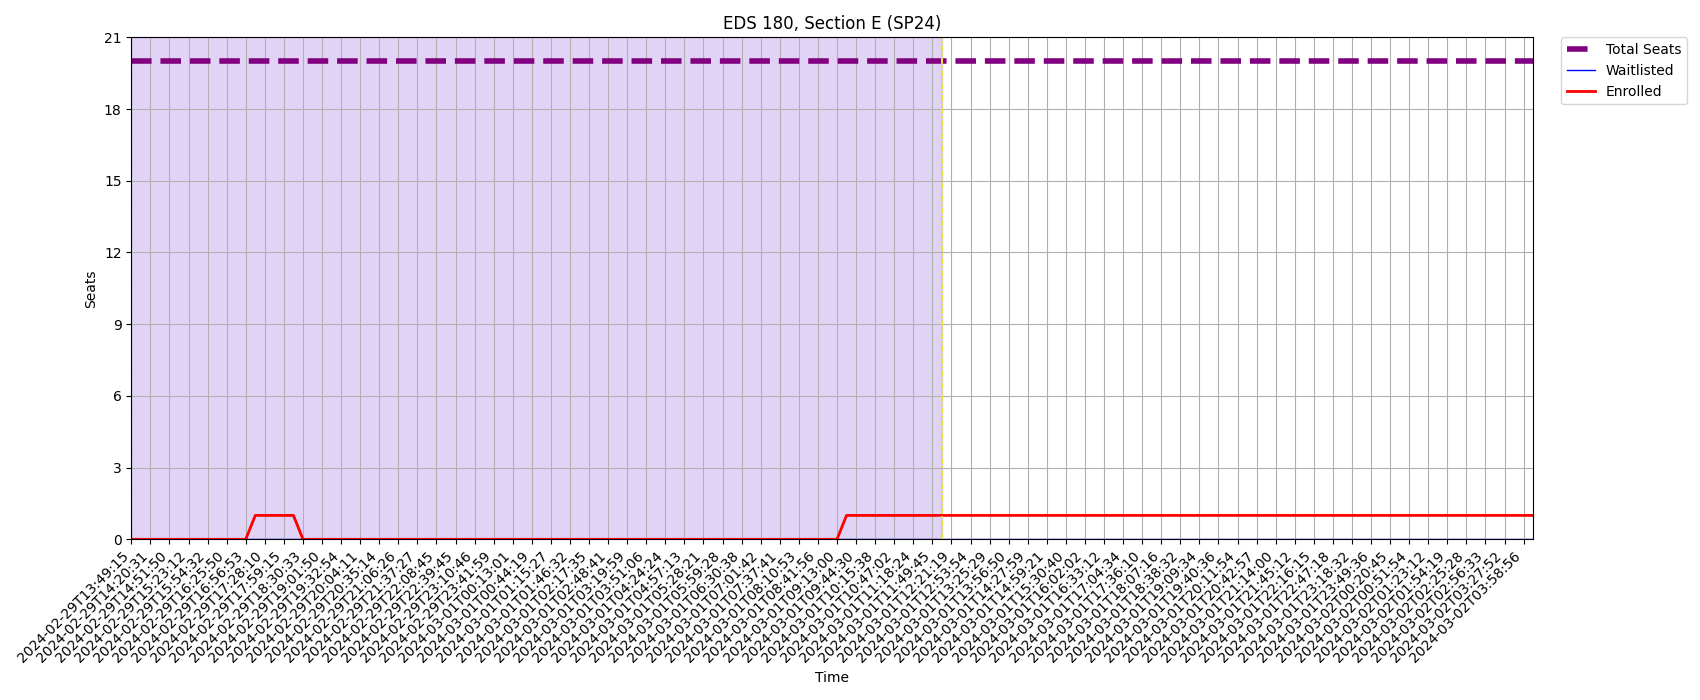 EDS 180, Section E (SP24)
Total Seats
Waitlisted
Enrolled
Seats
21
18
15
12
9
6
3
0
2024-02-29T13:49:15
2024-02-29T14:20:31
2024-02-29T14:51:50
2024-02-29T15:23:12
2024-02-29T15:54:32
2024-02-29T16:25:50
2024-02-29T16:56:53
2024-02-29T17:28:10
2024-02-29T17:59:15
2024-02-29T18:30:33
2024-02-29T19:01:50
2024-02-29T19:32:54
2024-02-29T20:04:11
2024-02-29T20:35:14
2024-02-29T21:06:26
2024-02-29T21:37:27
2024-02-29T22:08:45
2024-02-29T22:39:45
2024-02-29T23:10:46
2024-02-29T23:41:59
2024-03-01T00:13:01
2024-03-01T00:44:19
2024-03-01T01:15:27
2024-03-01T01:46:32
2024-03-01T02:17:35
2024-03-01T02:48:41
2024-03-01T03:19:59
2024-03-01T03:51:06
2024-03-01T04:24:24
2024-03-01T04:57:13
2024-03-01T05:28:21
2024-03-01T05:59:28
2024-03-01T06:30:38
2024-03-01T07:01:42
2024-03-01T07:37:41
2024-03-01T08:10:53
2024-03-01T08:41:56
2024-03-01T09:13:00
2024-03-01T09:44:30
2024-03-01T10:15:38
2024-03-01T10:47:02
2024-03-01T11:18:24
2024-03-01T11:49:45
2024-03-01T12:21:19
2024-03-01T12:53:54
2024-03-01T13:25:29
2024-03-01T13:56:50
2024-03-01T14:27:59
2024-03-01T14:59:21
2024-03-01T15:30:40
2024-03-01T16:02:02
2024-03-01T16:33:12
2024-03-01T17:04:34
2024-03-01T17:36:10
2024-03-01T18:07:16
2024-03-01T18:38:32
2024-03-01T19:09:34
2024-03-01T19:40:36
2024-03-01T20:11:54
2024-03-01T20:42:57
2024-03-01T21:14:00
2024-03-01T21:45:12
2024-03-01T22:16:15
2024-03-01T22:47:18
2024-03-01T23:18:32
2024-03-01T23:49:36
2024-03-02T00:20:45
2024-03-02T00:51:54
2024-03-02T01:23:12
2024-03-02T01:54:19
2024-03-02T02:25:28
2024-03-02T02:56:33
2024-03-02T03:27:52
2024-03-02T03:58:56
Time